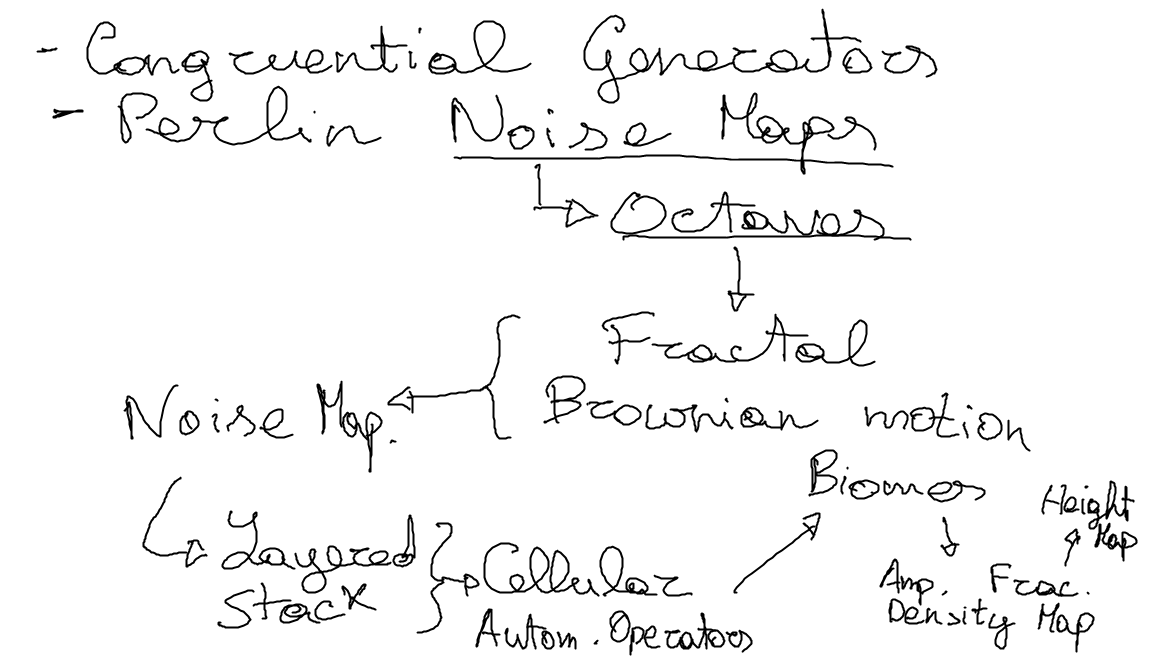 - Congruential Generators
- Perlin Noise Maps
Octaves
Fractal
Brownian motion
Noise Map.
Layered
Stack
Cellular
Autom. Operators
Biomes
Amp. Frac.
Density Map
Height
Map